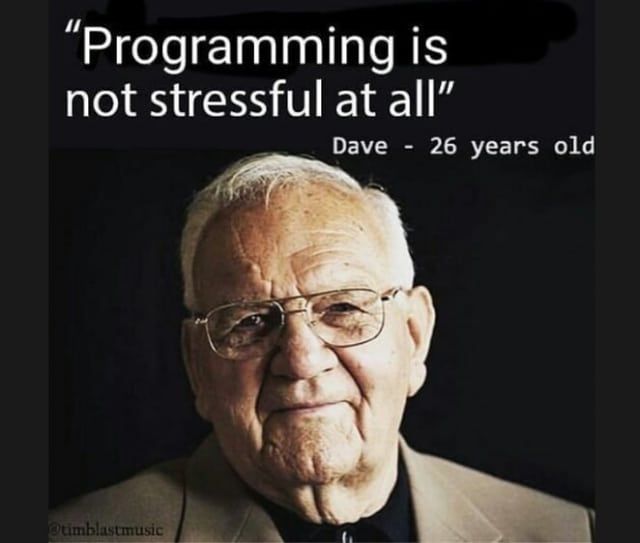 “Programming is
not stressful at all”
Dave - 26 years old
@timblastmusic